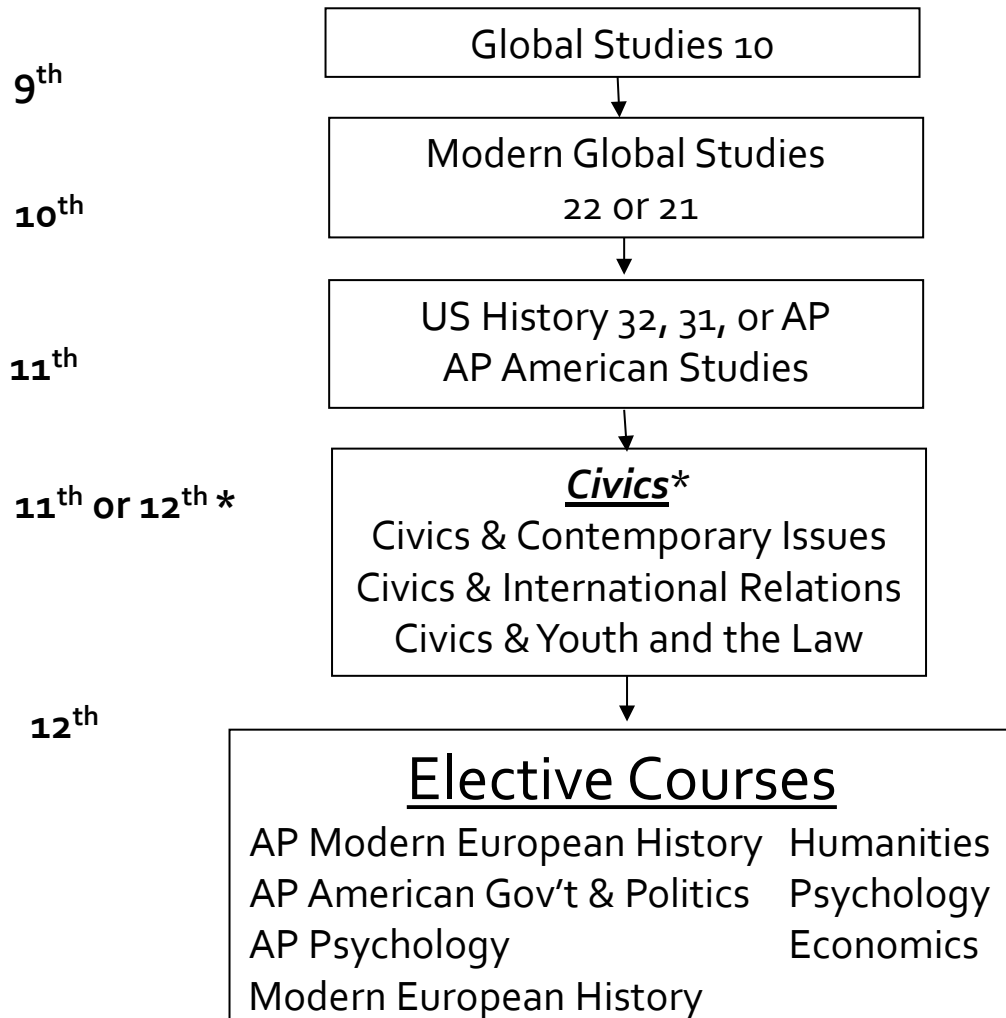 9th
Global Studies 10
10th
Modern Global Studies
22 or 21
11th
US History 32, 31, or AP
AP American Studies
11th or 12th *
Civics*
Civics & Contemporary Issues
Civics & International Relations
Civics & Youth and the Law
12th
Elective Courses
AP Modern European History Humanities
AP American Gov't & Politics Psychology
AP Psychology Economics
Modern European History